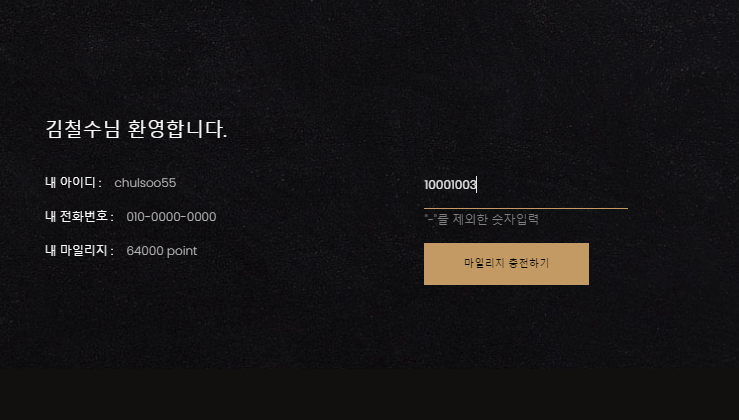 김철수님 환영합니다.
내 아이디 : chulsoo55
내 전화번호 : 010-0000-0000
내 마일리지 : 64000 point
10001003
"-"를 제외한 숫자입력
마일리지 충전하기